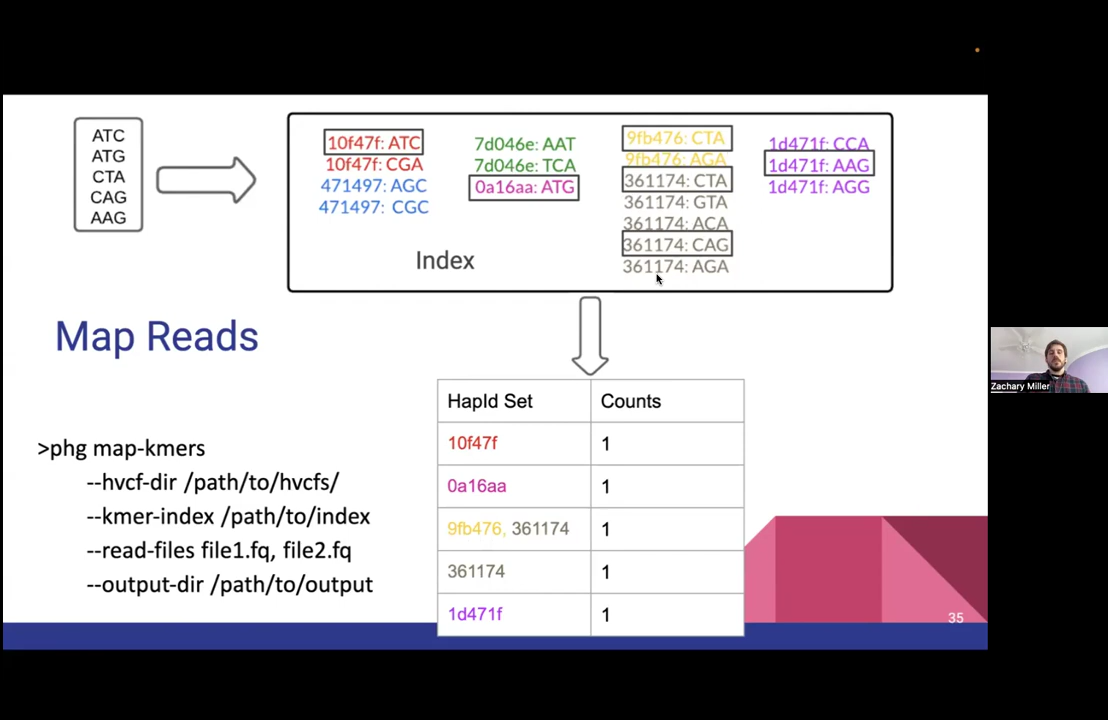 ATC
ATG
CTA
CAG
AAG
10f47f: ATC
10f47f: CGA
471497: AGC
471497: CGC
7d046e: AAT
7d046e: TCA
0a16aa: ATG
9fb476: CTA
9fb476: AGA
361174: CTA
361174: GTA
361174: ACA
361174: CAG
361174: AGA
1d471f: CCA
1d471f: AAG
1d471f: AGG
Index
Map Reads
>phg map-kmers
--hvcf-dir /path/to/hvcfs/
--kmer-index /path/to/index
--read-files file1.fq, file2.fq
--output-dir /path/to/output
HapId Set Counts
10f47f 1
0a16aa 1
9fb476, 361174 1
361174 1
1d471f 1
35
Zachary Miller